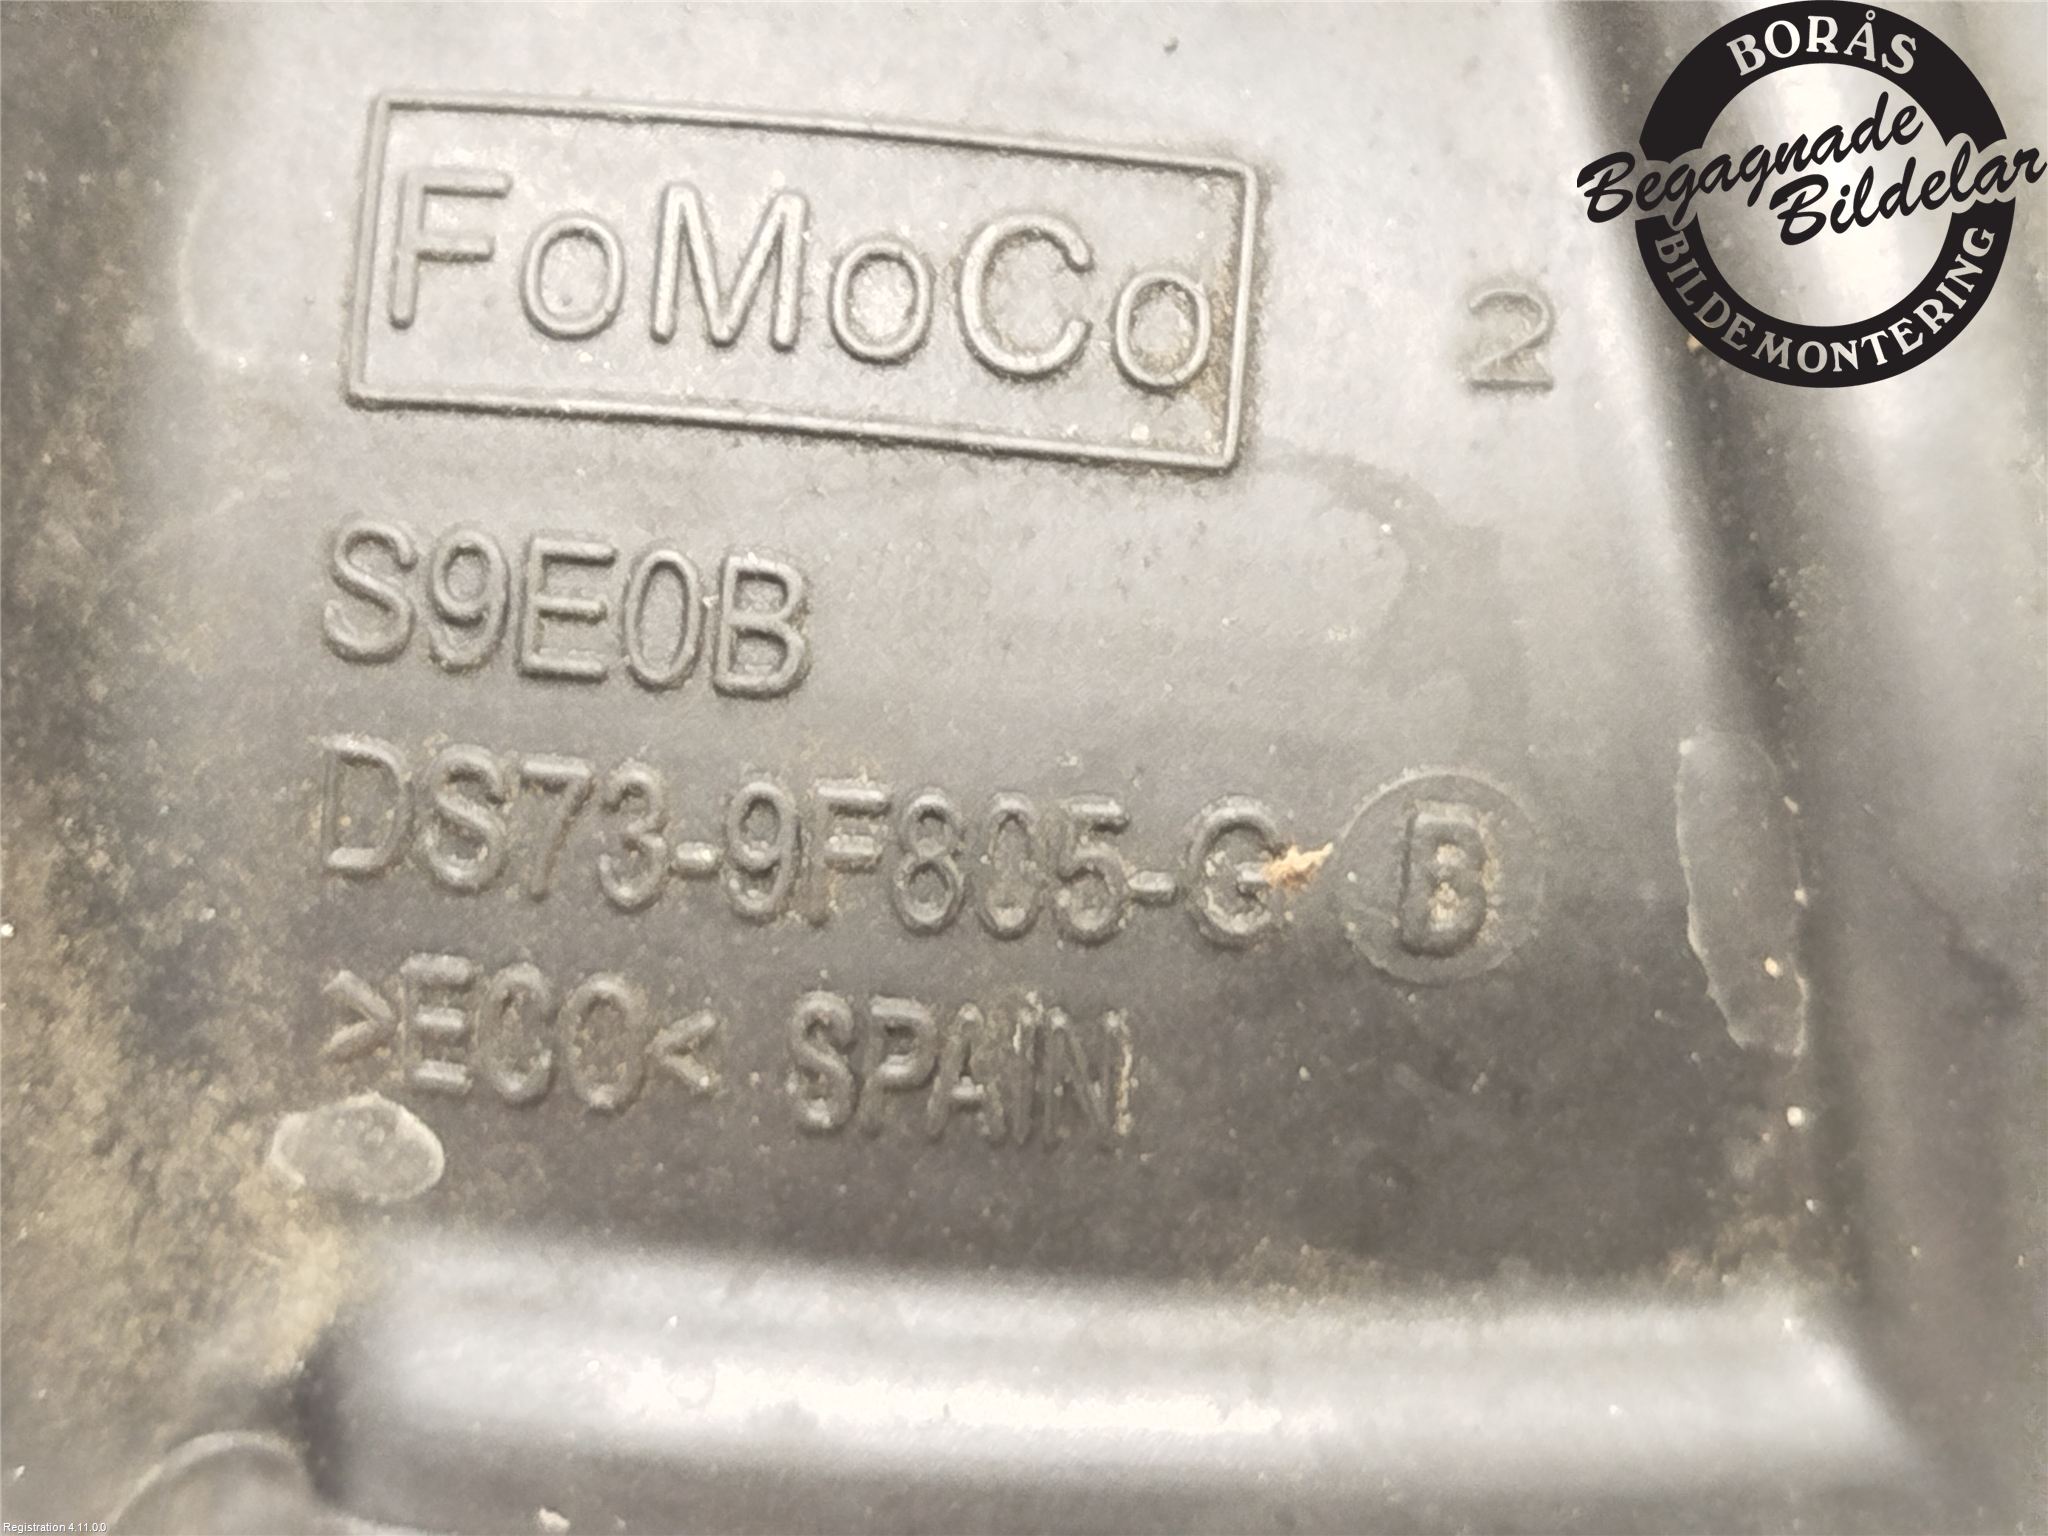 BORÅS
Begagnade
Bildelar
BILDEMONTERING
FoMoCo
2
S9E0B
DS73-9F805-G B
>ECO< SPAIN
Registration 4.11.0.0